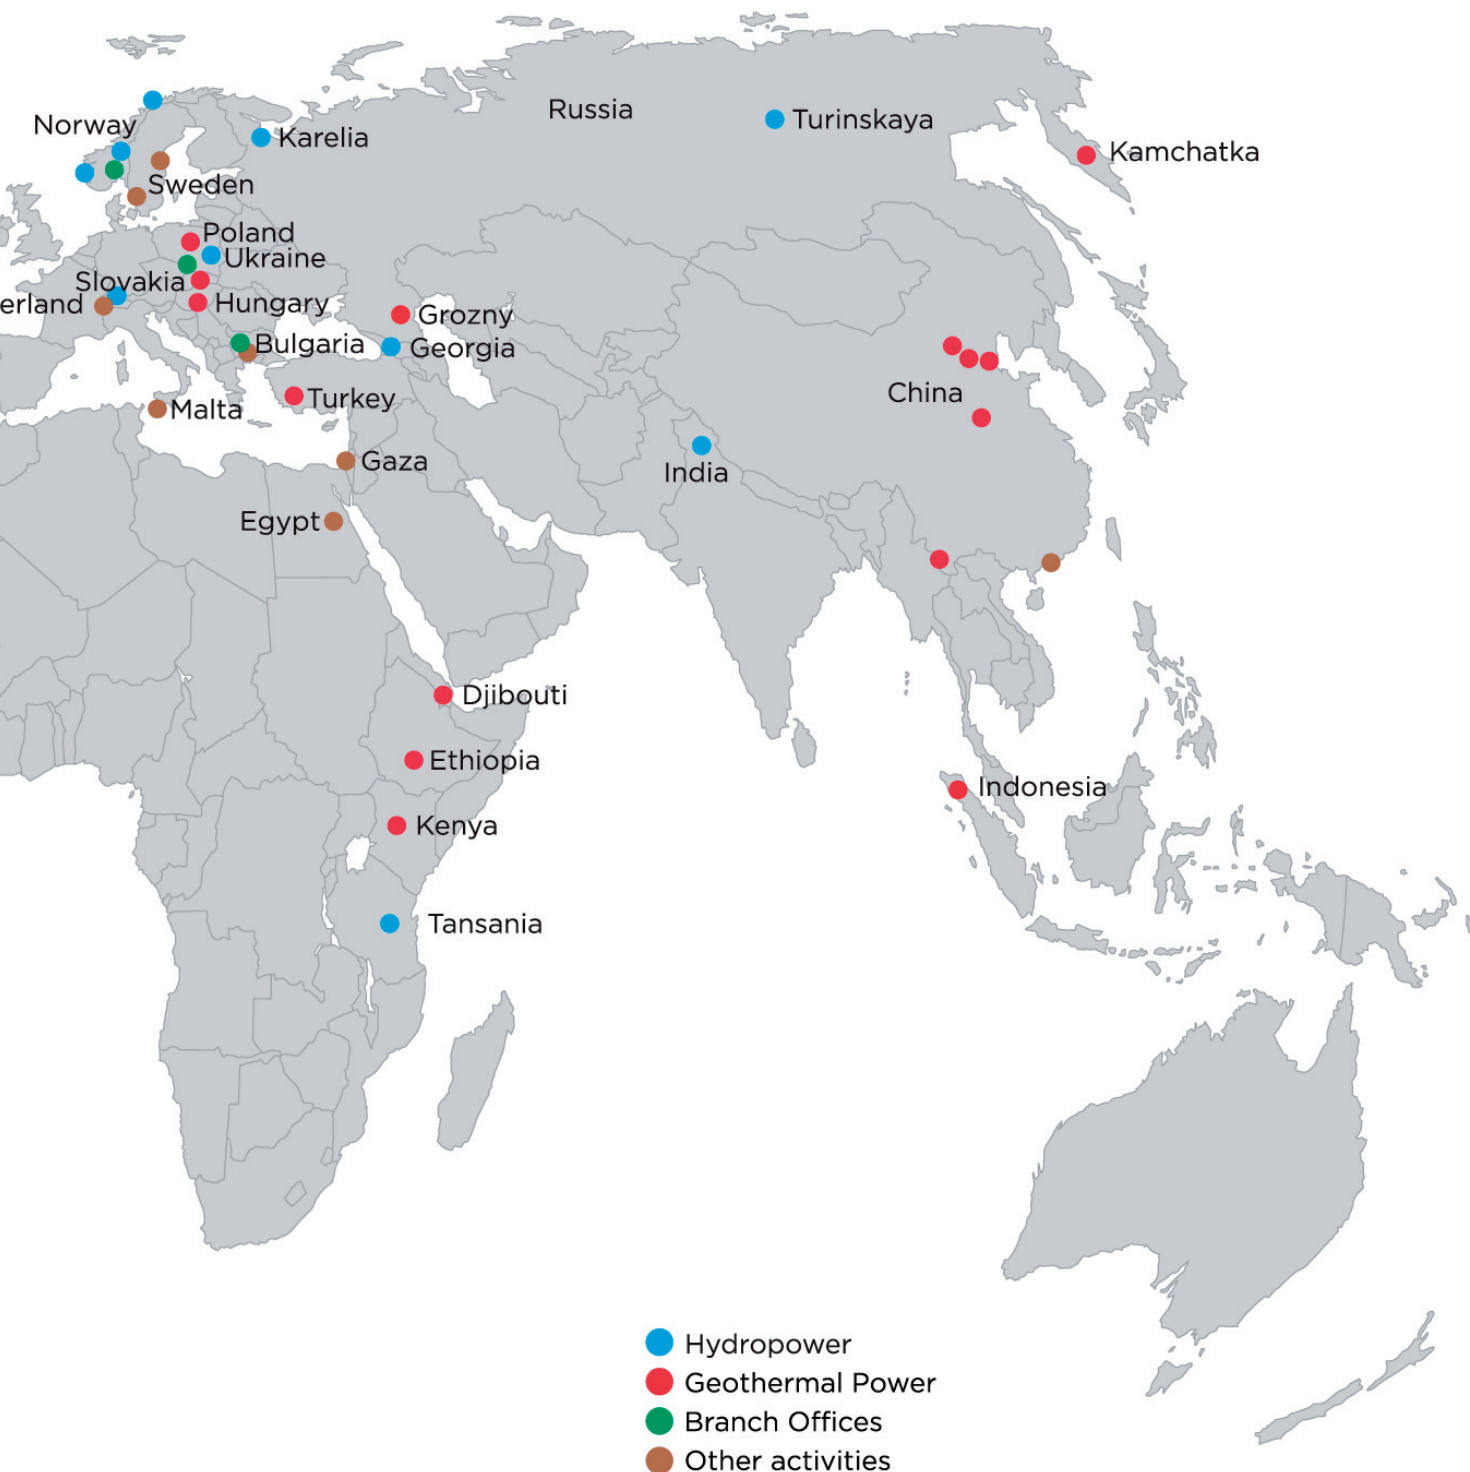 Russia
Turinskaya
Norway
Karelia
Kamchatka
Sweden
Poland
Ukraine
Slovakia
erland
Hungary
Grozny
Bulgaria
Georgia
China
Turkey
Malta
Gaza
India
Egypt
Djibouti
Ethiopia
Indonesia
Kenya
Tansania
Hydropower
Geothermal Power
Branch Offices
Other activities